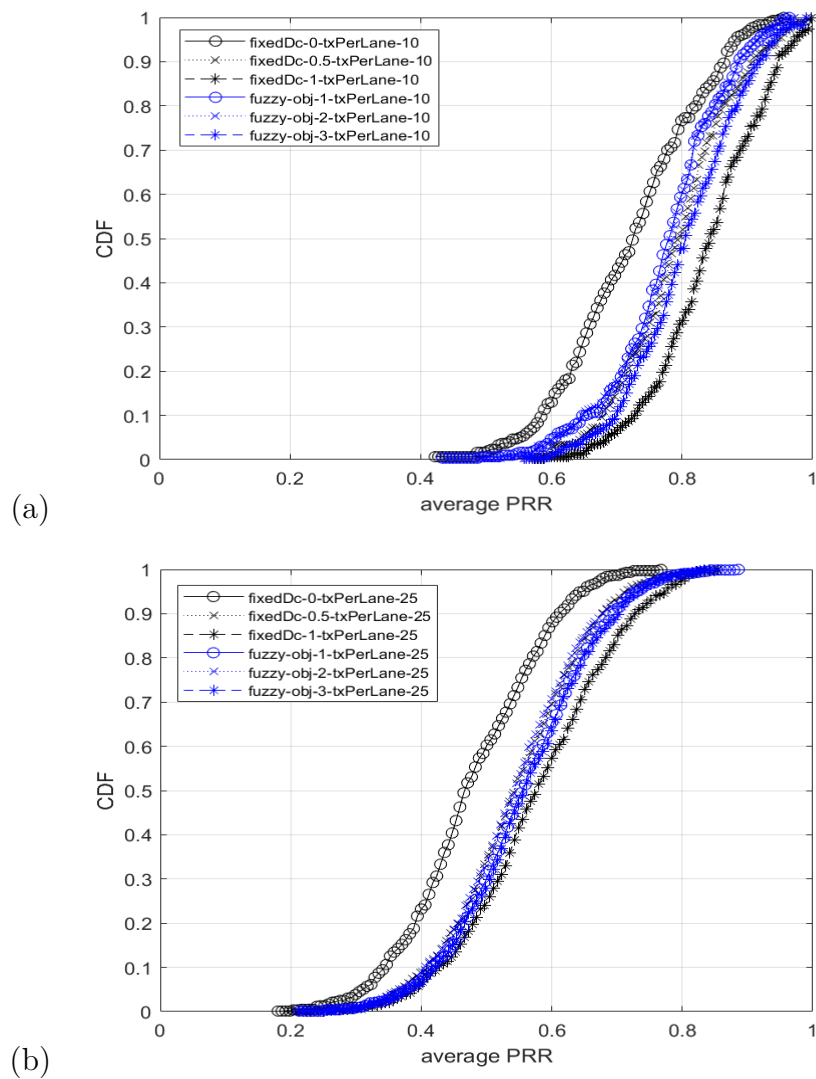 1
0.9
0.8
0.7
0.6
0.5
0.4
0.3
0.2
0.1
0
CDF
fixedDc-0-txPerLane-10
fixedDc-0.5-txPerLane-10
fixedDc-1-txPerLane-10
fuzzy-obj-1-txPerLane-10
fuzzy-obj-2-txPerLane-10
fuzzy-obj-3-txPerLane-10
0 0.2 0.4 0.6 0.8 1
average PRR
(a)
1
0.9
0.8
0.7
0.6
0.5
0.4
0.3
0.2
0.1
0
CDF
fixedDc-0-txPerLane-25
fixedDc-0.5-txPerLane-25
fixedDc-1-txPerLane-25
fuzzy-obj-1-txPerLane-25
fuzzy-obj-2-txPerLane-25
fuzzy-obj-3-txPerLane-25
0 0.2 0.4 0.6 0.8 1
average PRR
(b)